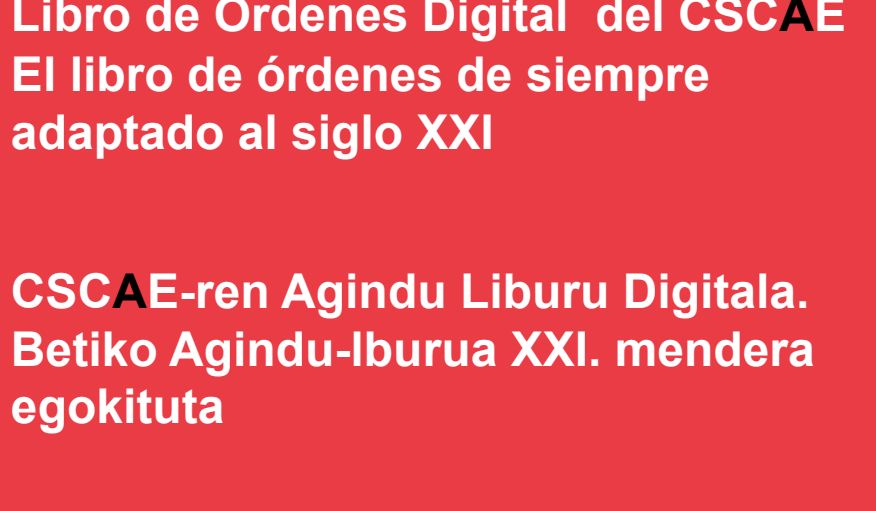 Libro de Ordenes Digital  del CSCAE
El libro de órdenes de siempre
adaptado al siglo XXI
CSCAE-ren Agindu Liburu Digitala.
Betiko Agindu-lburua XXI. mendera
egokituta